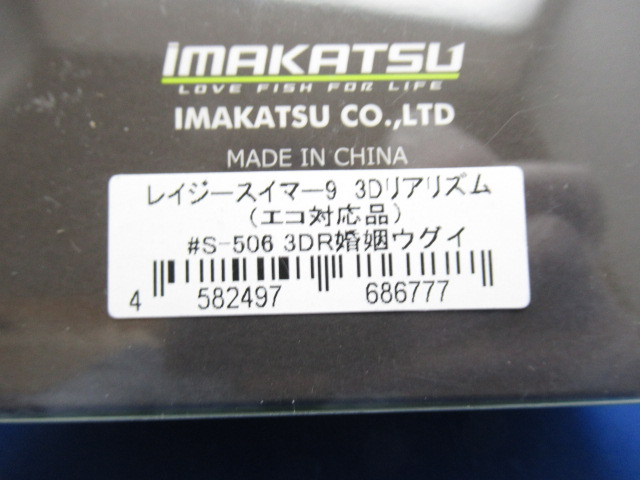 IMAKATSU
LOVE FISH FOR LIFE
IMAKATSU CO.,LTD
MADE IN CHINA
レイジースイマー9 3Dリアリズム
(エコ対応品)
#S-506 3DR婚姻ウグイ
4 582497 686777